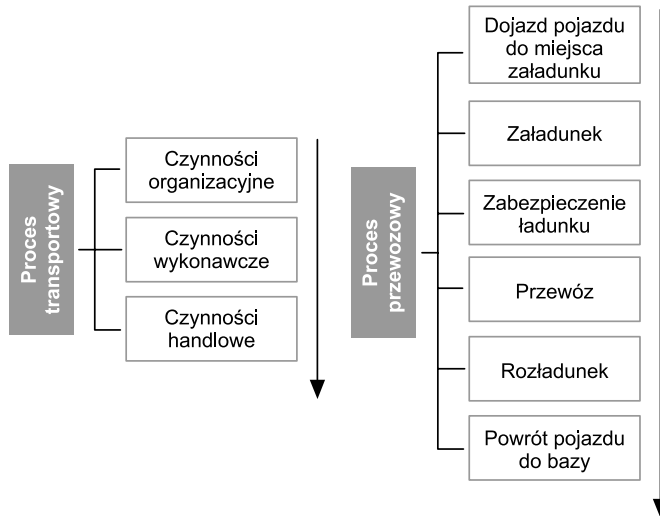 Proces
transportowy
Czynności
organizacyjne
Czynności
wykonawcze
Czynności
handlowe
Proces
przewozowy
Dojazd pojazdu
do miejsca
załadunku
Załadunek
Zabezpieczenie
ładunku
Przewóz
Rozładunek
Powrót pojazdu
do bazy